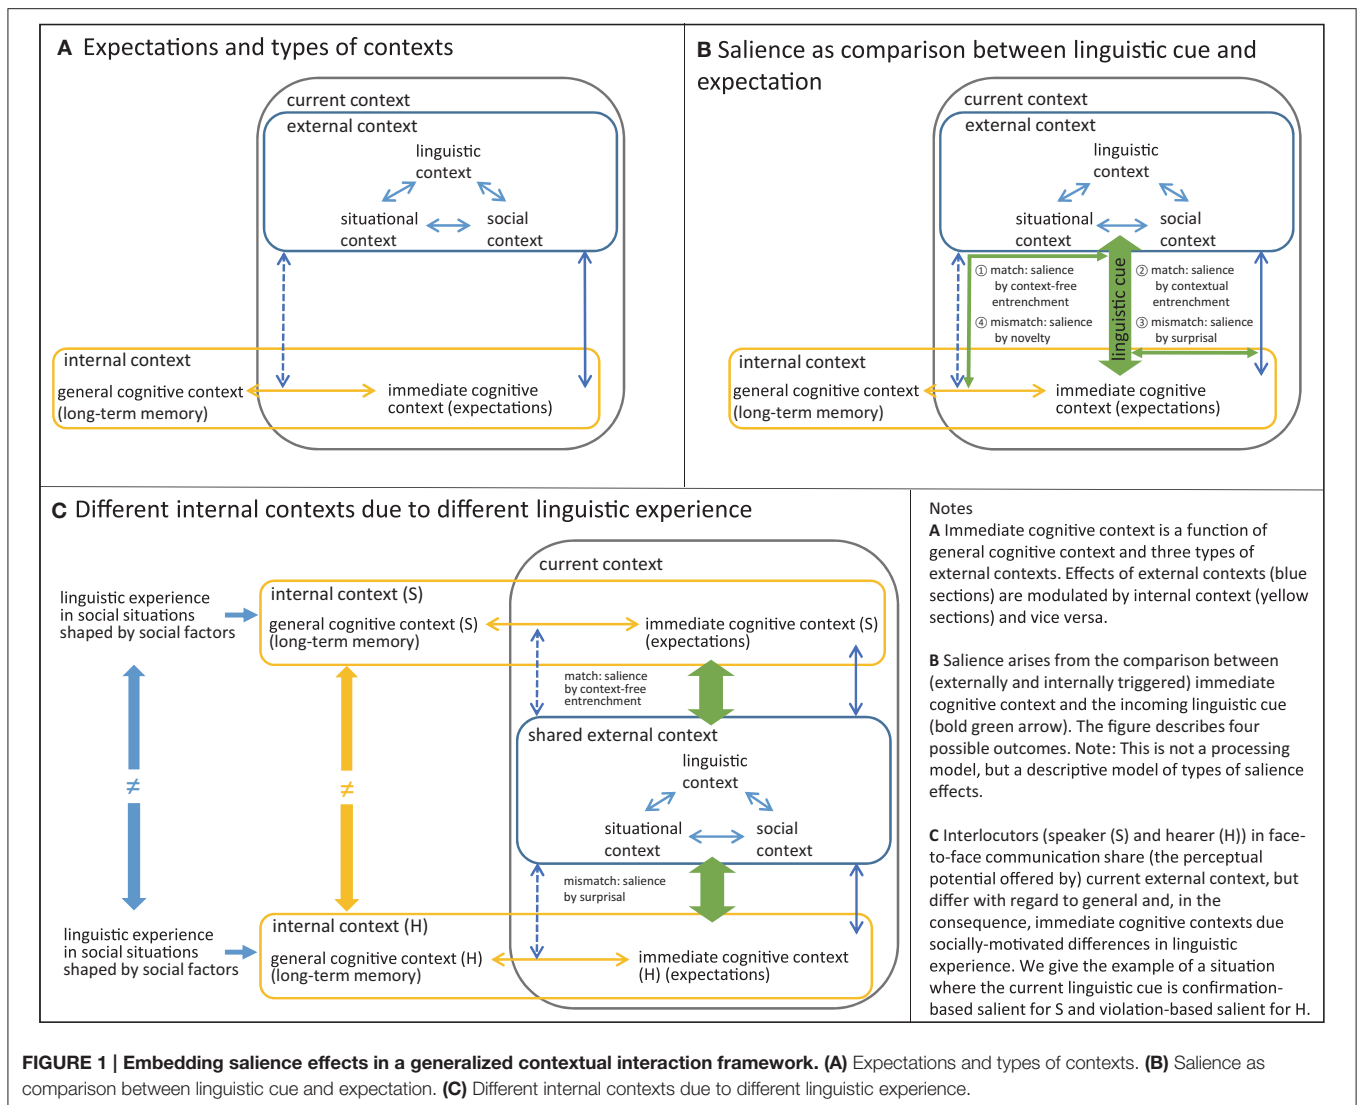 A Expectations and types of contexts
current context
external context
linguistic
context
situational
context
social
context
internal context
general cognitive context
(long-term memory)
immediate cognitive
context (expectations)
B Salience as comparison between linguistic cue and
expectation
current context
external context
linguistic
context
situational
context
social
context
① match: salience
by context-free
entrenchment
④ mismatch: salience
by novelty
linguistic cue
② match: salience
by contextual
entrenchment
③ mismatch: salience
by surprisal
internal context
general cognitive context
(long-term memory)
immediate cognitive
context (expectations)
C Different internal contexts due to different linguistic experience
current context
linguistic experience
in social situations
shaped by social factors
internal context (S)
general cognitive context (S)
(long-term memory)
immediate cognitive context (S)
(expectations)
match: salience
by context-free
entrenchment
shared external context
linguistic
context
situational
context
social
context
≠
≠
mismatch: salience
by surprisal
linguistic experience
in social situations
shaped by social factors
internal context (H)
general cognitive context (H)
(long-term memory)
immediate cognitive context
(H) (expectations)
Notes
A Immediate cognitive context is a function of
general cognitive context and three types of
external contexts. Effects of external contexts (blue
sections) are modulated by internal context (yellow
sections) and vice versa.
B Salience arises from the comparison between
(externally and internally triggered) immediate
cognitive context and the incoming linguistic cue
(bold green arrow). The figure describes four
possible outcomes. Note: This is not a processing
model, but a descriptive model of types of salience
effects.
C Interlocutors (speaker (S) and hearer (H)) in face-
to-face communication share (the perceptual
potential offered by) current external context, but
differ with regard to general and, in the
consequence, immediate cognitive contexts due
socially-motivated differences in linguistic
experience. We give the example of a situation
where the current linguistic cue is confirmation-
based salient for S and violation-based salient for H.
FIGURE 1 | Embedding salience effects in a generalized contextual interaction framework. (A) Expectations and types of contexts. (B) Salience as
comparison between linguistic cue and expectation. (C) Different internal contexts due to different linguistic experience.